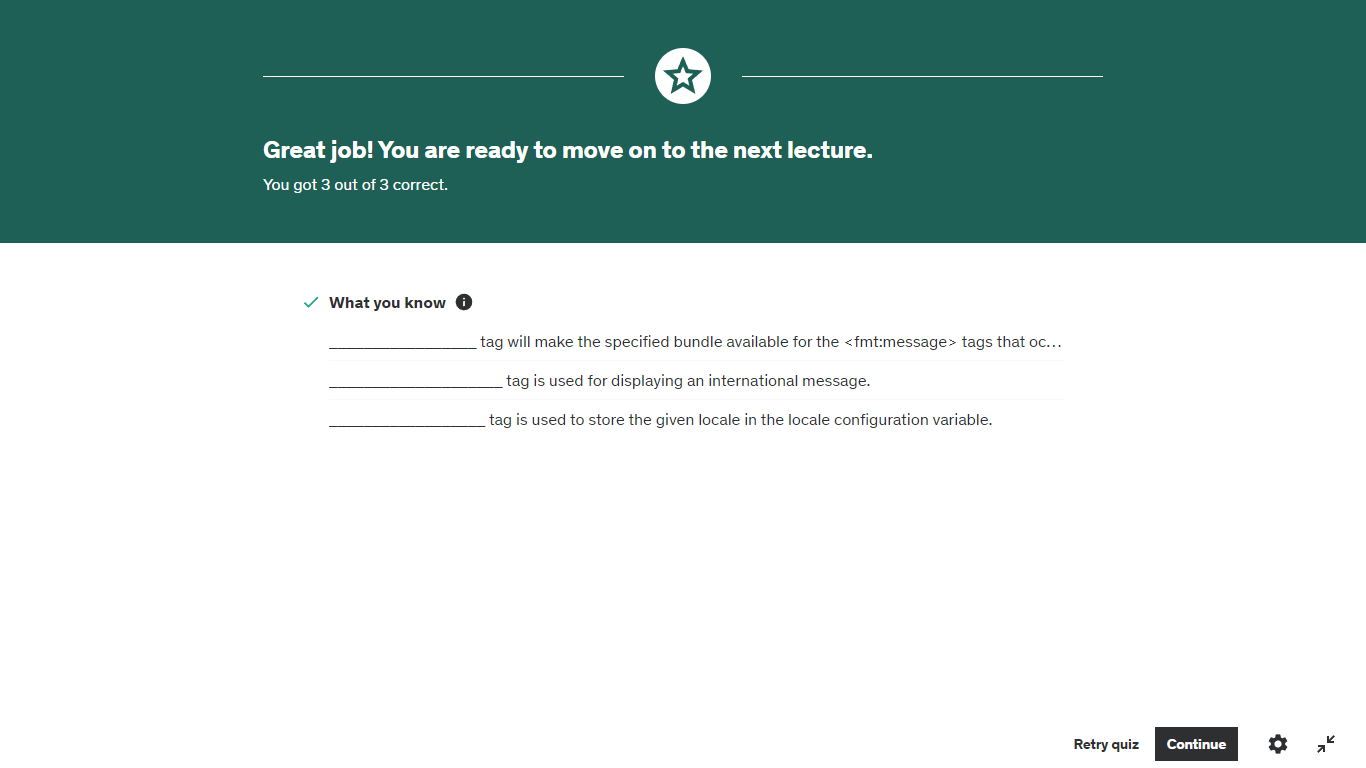 Great job! You are ready to move on to the next lecture.
You got 3 out of 3 correct.
What you know
_________________ tag will make the specified bundle available for the <fmt:message> tags that oc...
____________________ tag is used for displaying an international message.
__________________ tag is used to store the given locale in the locale configuration variable.
Retry quiz Continue